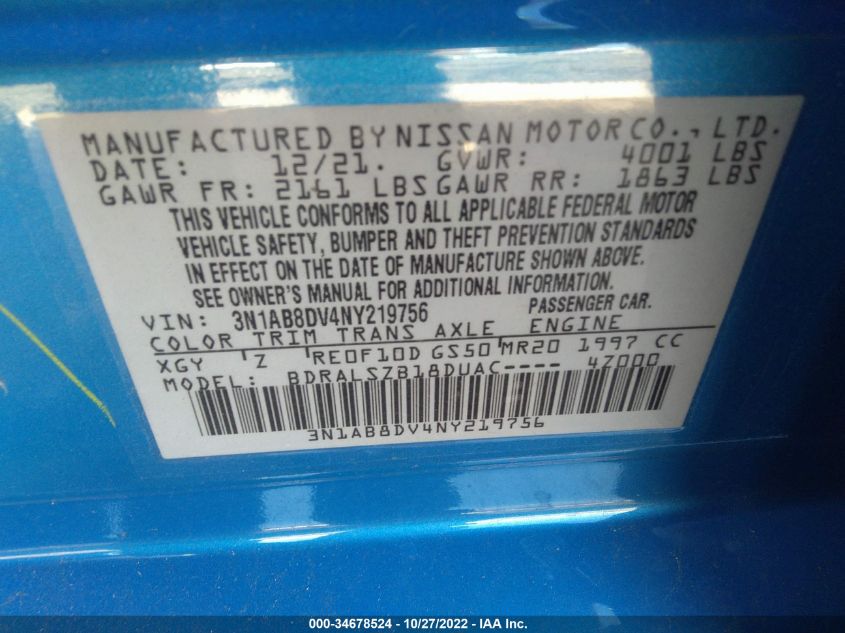 MANUFACTURED BY NISSAN MOTOR CO., LTD.
DATE: 12/21. GVWR: 4001 LBS
GAWR FR: 2161 LBS GAWR RR: 1863 LBS
THIS VEHICLE CONFORMS TO ALL APPLICABLE FEDERAL MOTOR
VEHICLE SAFETY, BUMPER AND THEFT PREVENTION STANDARDS
IN EFFECT ON THE DATE OF MANUFACTURE SHOWN ABOVE.
SEE OWNER'S MANUAL FOR ADDITIONAL INFORMATION.
VIN: 3N1AB8DV4NY219756 PASSENGER CAR.
COLOR TRIM TRANS AXLE ENGINE
XGY Z RE0F10D GS50 MR20 1997 CC
MODEL: BDRALSZB18DUAC---- 4Z000
3N1AB8DV4NY219756
000-34678524 - 10/27/2022 - IAA Inc.